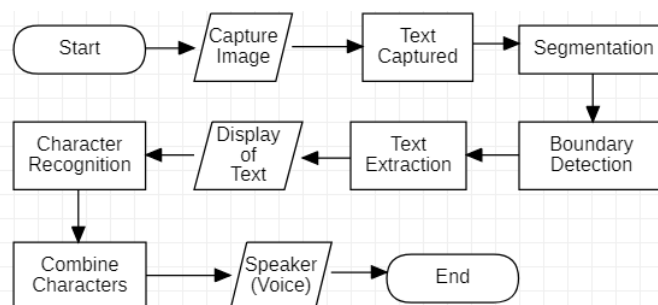 Start
Capture
Image
Text
Captured
Segmentation
Boundary
Detection
Text
Extraction
Display
of
Text
Character
Recognition
Combine
Characters
Speaker
(Voice)
End